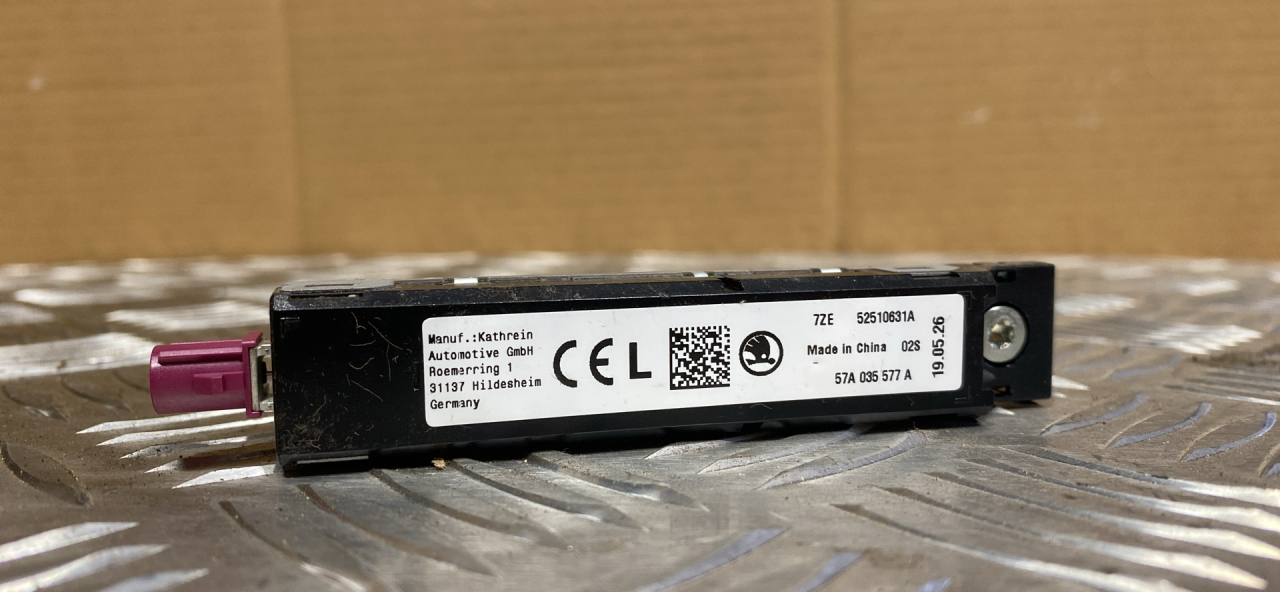 Manuf.:Kathrein
Automotive GmbH
Roemerring 1
31137 Hildesheim
Germany
CE L
7ZE 52510631A
Made in China 02S
57A 035 577 A
19.05.26